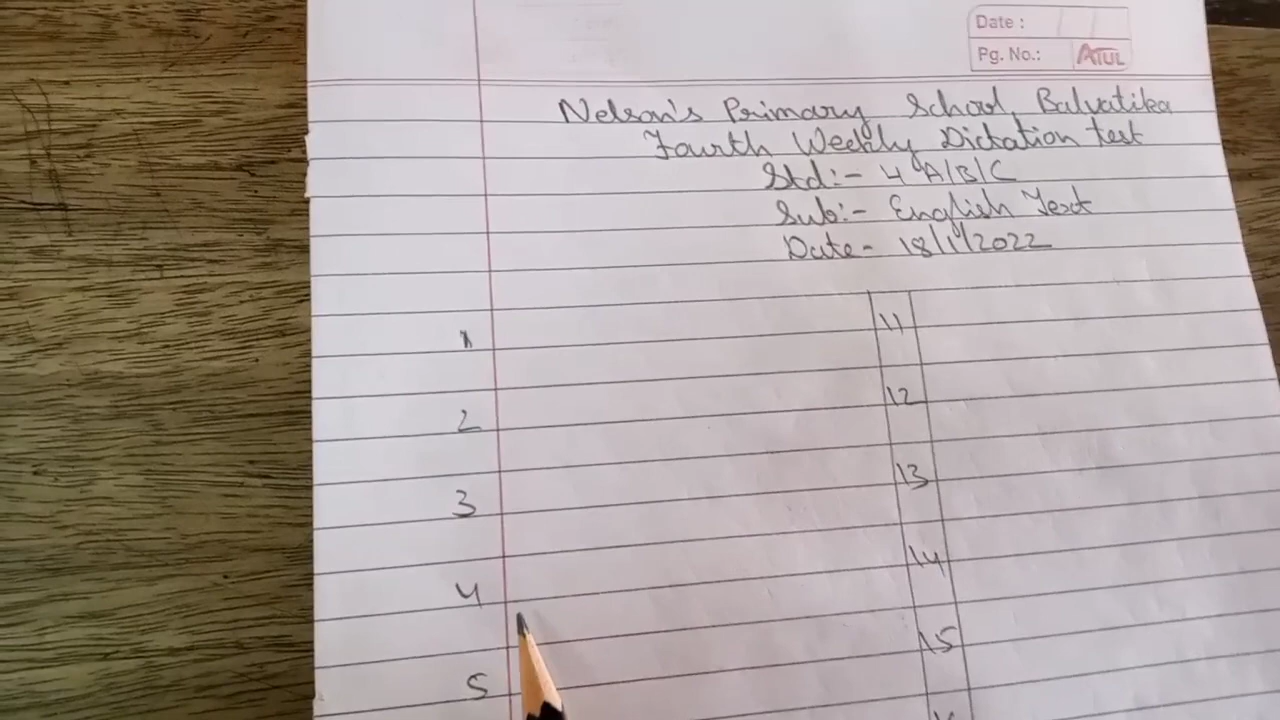 Date :
Pg. No.: ATUL
Nelson's Primary School, Balvatika
Fourth Weekly Dictation test
Std:- 4 A/B/C
Sub:- English Text
Date- 18/1/2022
1
2
3
4
5
11
12
13
14
15